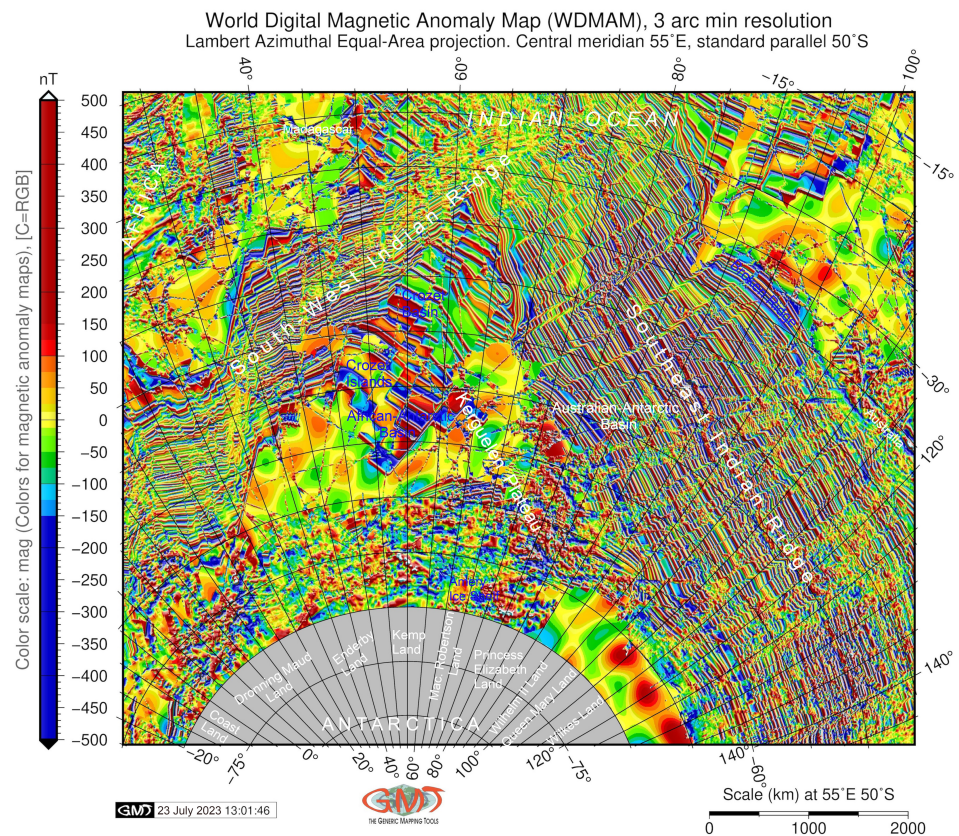 World Digital Magnetic Anomaly Map (WDMAM), 3 arc min resolution
Lambert Azimuthal Equal-Area projection. Central meridian 55°E, standard parallel 50°S
nT
40°
60°
80°
-15°
100°
500
450
400
350
300
250
200
150
100
50
0
-50
-100
-150
-200
-250
-300
-350
-400
-450
-500
Color scale: mag (Colors for magnetic anomaly maps), [C=RGB]
INDIAN OCEAN
Madagascar
AFRICA
-15°
South-West Indian Ridge
Crozet
Basin
Crozet
Islands
Southeast Indian Ridge
-30°
Kerguelen Plateau
Australian-Antarctic
Basin
Australia
120°
Ice Shelf
Kemp
Land
Enderby
Land
Mac. Robertson
Land
Princess
Elizabeth
Land
Dronning Maud
Land
Wilhelm II Land
Queen Mary Land
Wilkes Land
Coast
Land
ANTARCTICA
140°
-20°
-75°
0°
20°
40°
60°
80°
100°
120°
-75°
140°
-60°
GMT 23 July 2023 13:01:46
GMT
THE GENERIC MAPPING TOOLS
Scale (km) at 55°E 50°S
0 1000 2000